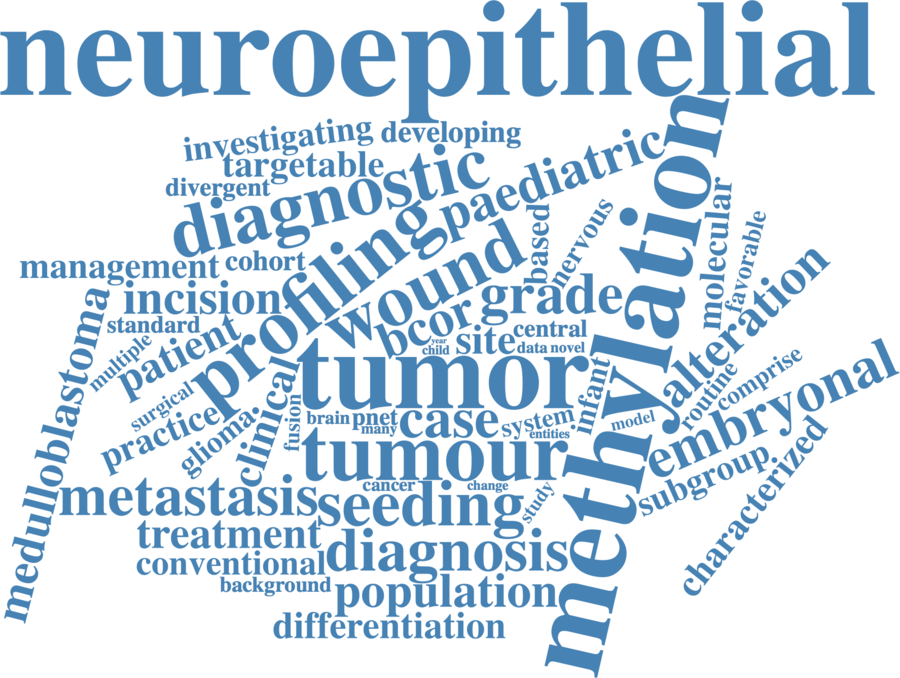 neuroepithelial
investigating
developing
targetable
paediatric
divergent
diagnostic
methylation
molecular
based
nervous
favorable
profiling
management
cohort
wound
alteration
incision
grade
bcor
medulloblastoma
standard
central
site
year
child
data
novel
multiple
patient
tumor
infant
routine
comprise
embryonal
surgical
practice
glioma
clinical
fusion
brain
pnet
many
case
system
entities
model
tumour
subgroup
characterized
metastasis
cancer
change
seeding
study
treatment
diagnosis
conventional
background
population
differentiation